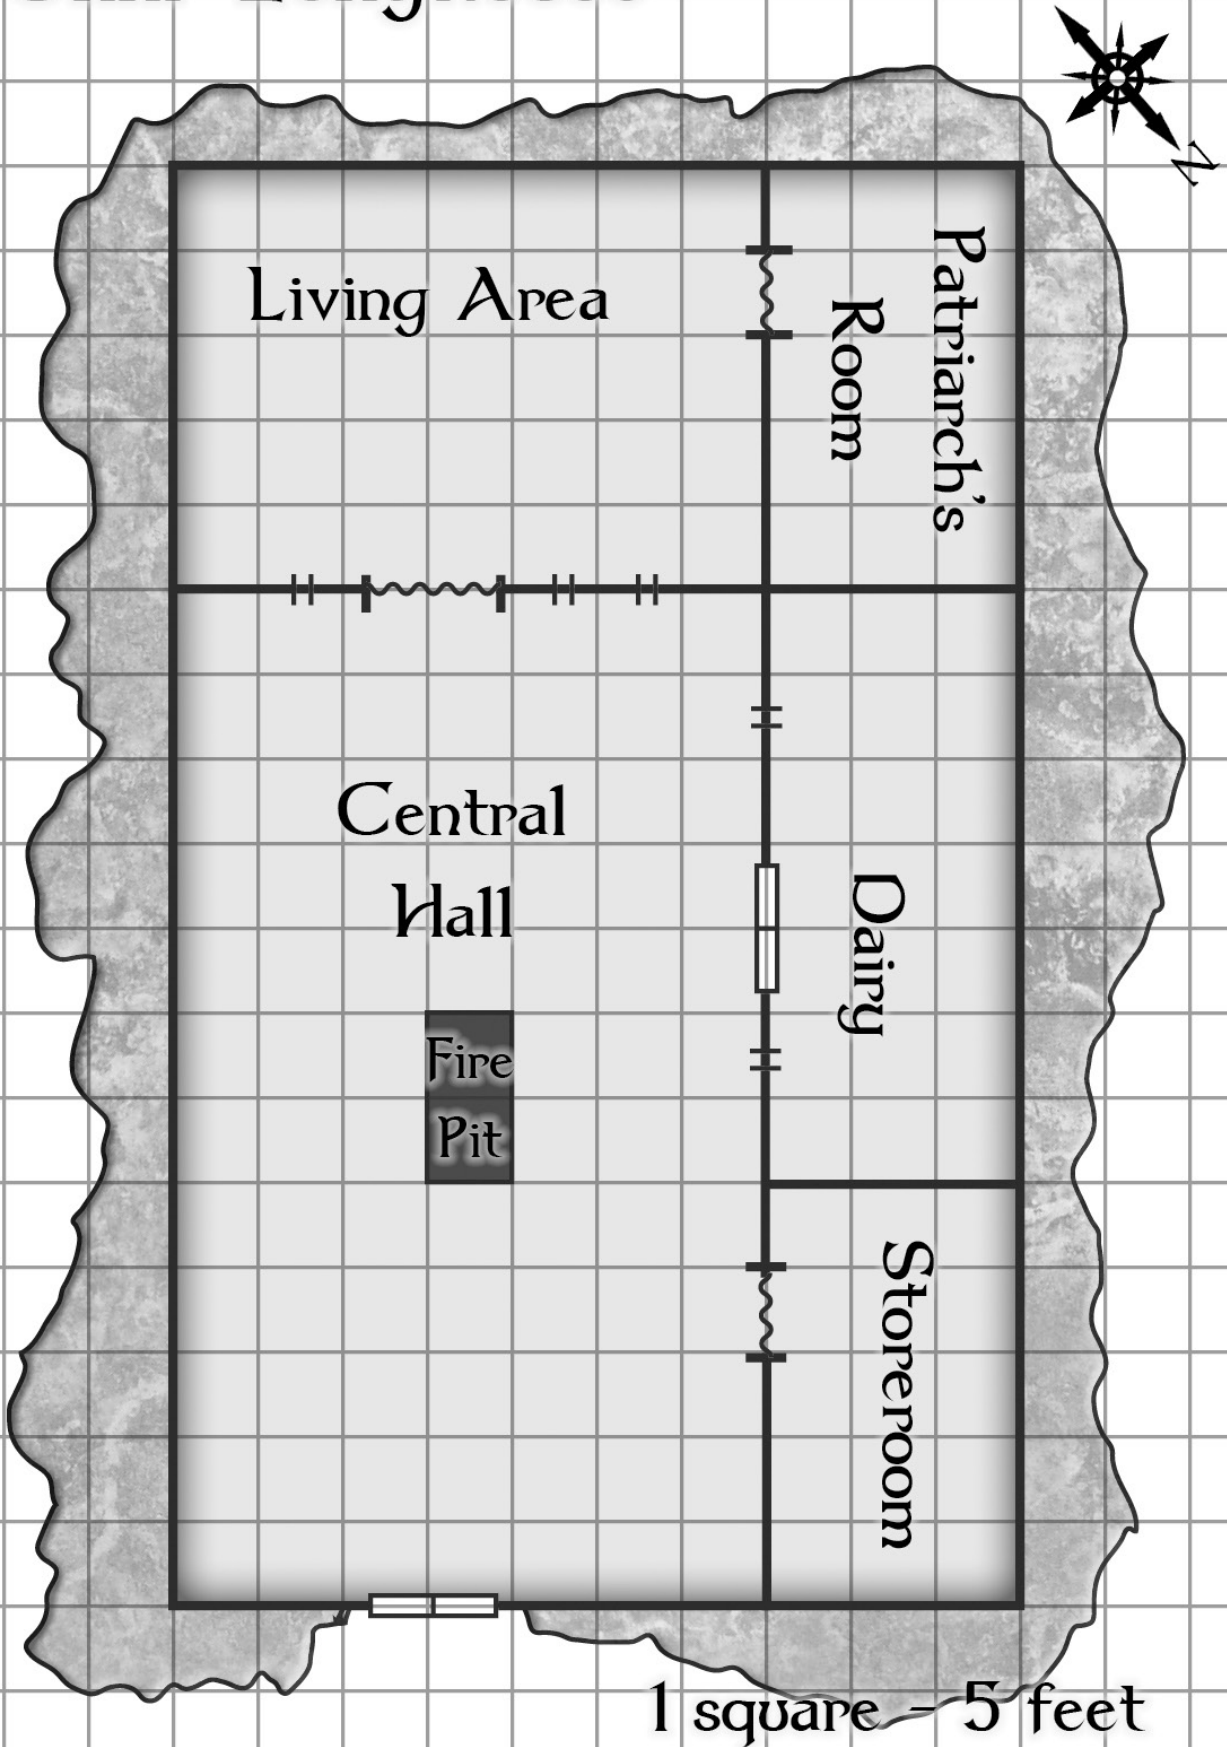 N
Living Area
Patriarch's
Room
Central
Hall
Dairy
Fire
Pit
Storeroom
1 square - 5 feet